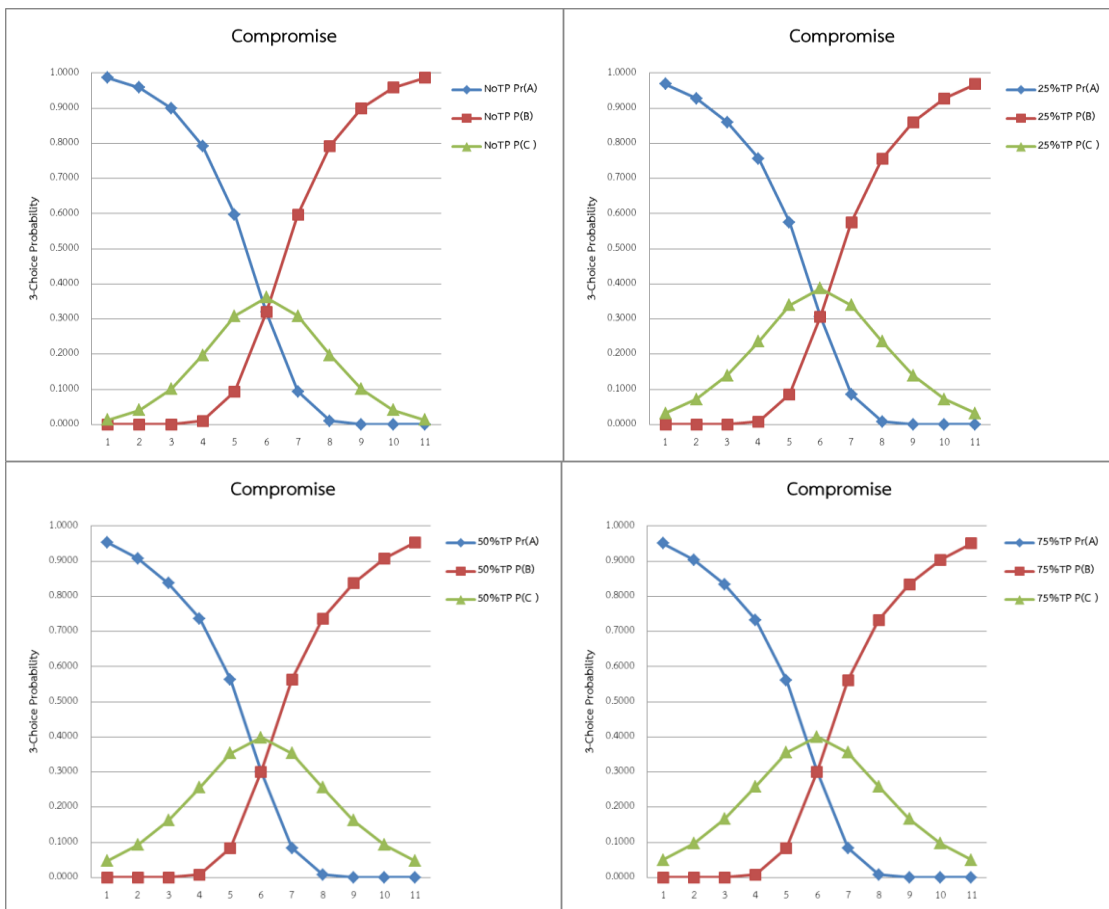 Compromise
1.0000
0.9000
0.8000
0.7000
0.6000
0.5000
0.4000
0.3000
0.2000
0.1000
0.0000
3-Choice Probability
1 2 3 4 5 6 7 8 9 10 11
NoTP Pr(A)
NoTP P(B)
NoTP P(C )
Compromise
1.0000
0.9000
0.8000
0.7000
0.6000
0.5000
0.4000
0.3000
0.2000
0.1000
0.0000
3-Choice Probability
1 2 3 4 5 6 7 8 9 10 11
25%TP Pr(A)
25%TP P(B)
25%TP P(C )
Compromise
1.0000
0.9000
0.8000
0.7000
0.6000
0.5000
0.4000
0.3000
0.2000
0.1000
0.0000
3-Choice Probability
1 2 3 4 5 6 7 8 9 10 11
50%TP Pr(A)
50%TP P(B)
50%TP P(C )
Compromise
1.0000
0.9000
0.8000
0.7000
0.6000
0.5000
0.4000
0.3000
0.2000
0.1000
0.0000
3-Choice Probability
1 2 3 4 5 6 7 8 9 10 11
75%TP Pr(A)
75%TP P(B)
75%TP P(C )